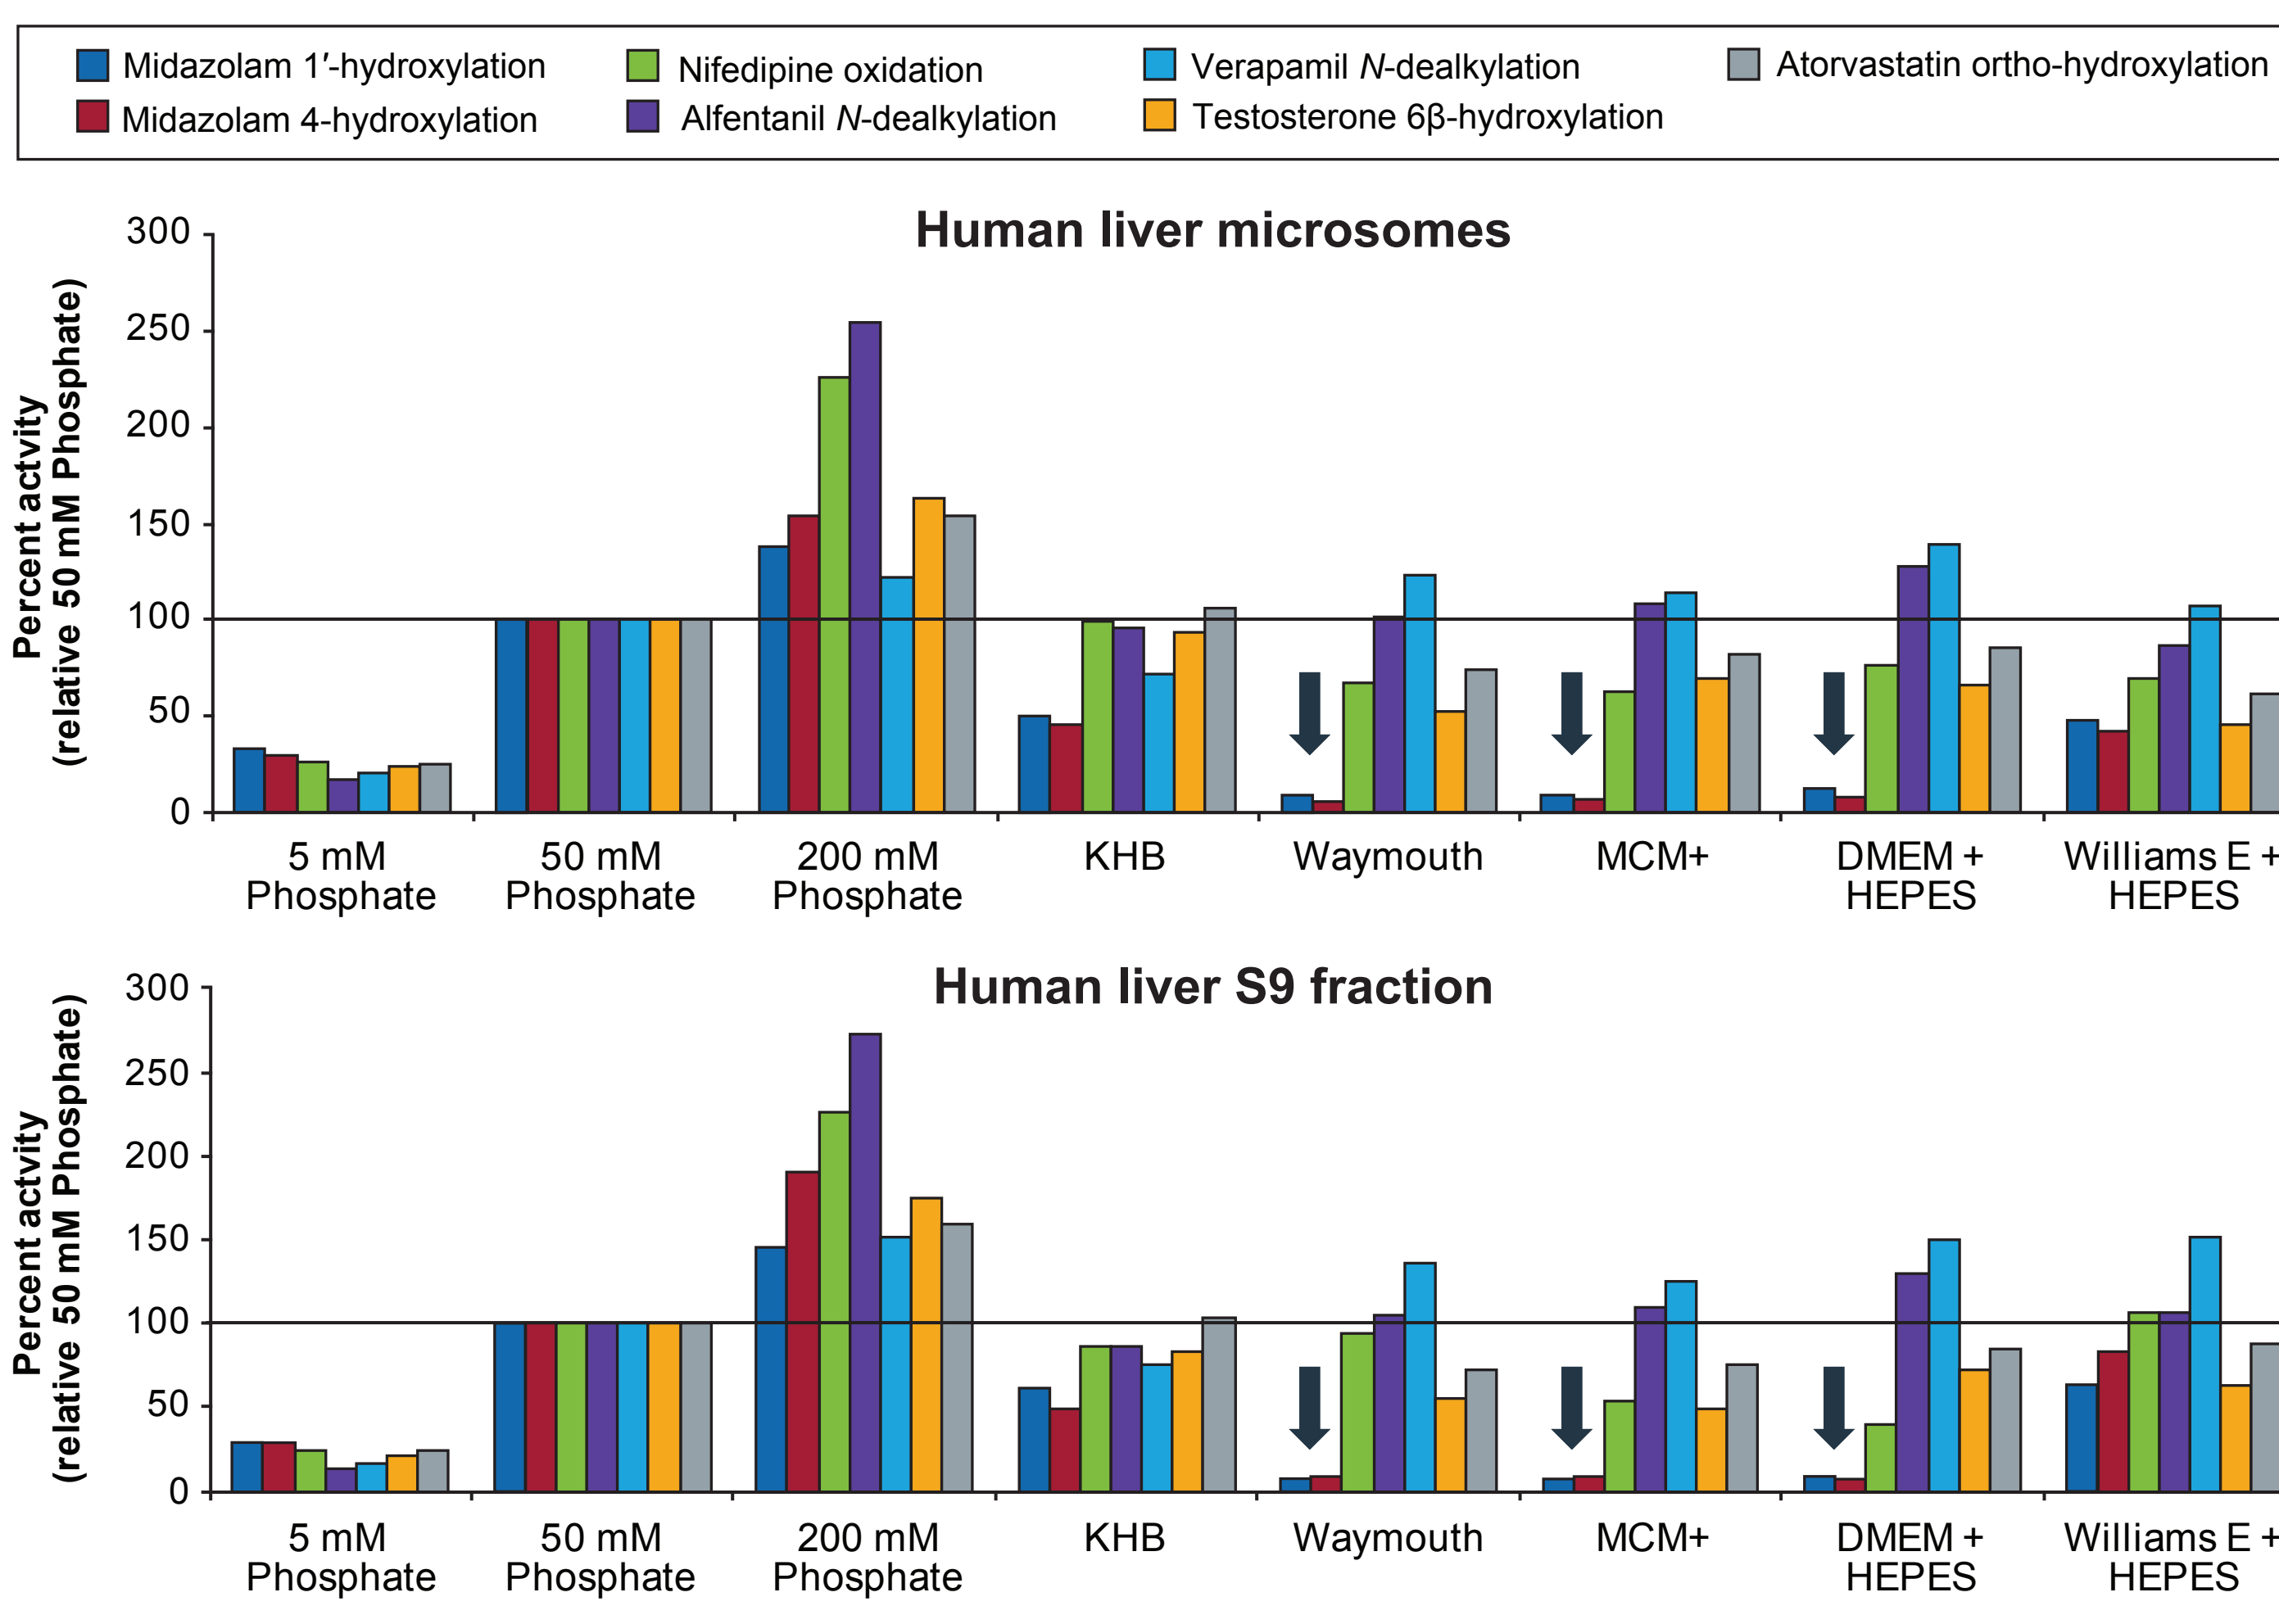 Midazolam 1′-hydroxylation
Nifedipine oxidation
Verapamil N-dealkylation
Atorvastatin ortho-hydroxylation
Midazolam 4-hydroxylation
Alfentanil N-dealkylation
Testosterone 6β-hydroxylation
Human liver microsomes
Percent actvity
(relative 50 mM Phosphate)
300
250
200
150
100
50
0
5 mM
Phosphate
50 mM
Phosphate
200 mM
Phosphate
KHB
Waymouth
MCM+
DMEM +
HEPES
Williams E +
HEPES
Human liver S9 fraction
Percent activity
(relative 50 mM Phosphate)
300
250
200
150
100
50
0
5 mM
Phosphate
50 mM
Phosphate
200 mM
Phosphate
KHB
Waymouth
MCM+
DMEM +
HEPES
Williams E +
HEPES